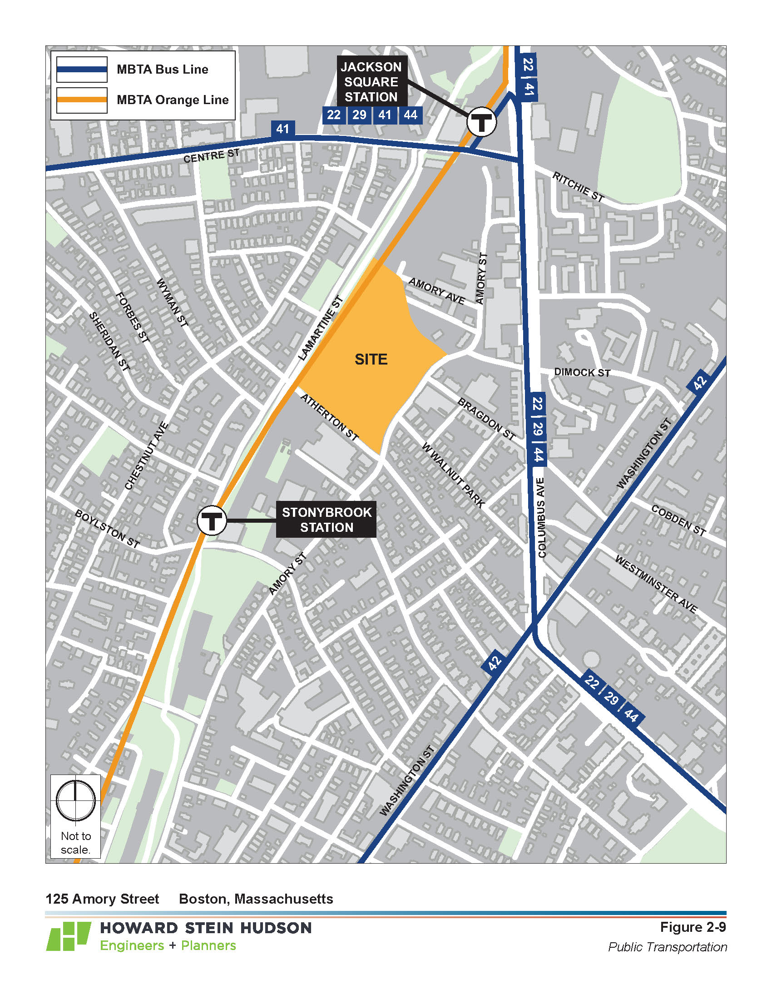 MBTA Bus Line
MBTA Orange Line
JACKSON
SQUARE
STATION
22 | 29 | 41 | 44
22 | 41
41
CENTRE ST
RITCHIE ST
AMORY ST
AMORY AVE
WYMAN ST
FORBES ST
SHERIDAN ST
LAMARTINE ST
SITE
DIMOCK ST
42
ATHERTON ST
BRAGDON ST
22 | 29 | 44
WASHINGTON ST
CHESTNUT AVE
W WALNUT PARK
COLUMBUS AVE
COBDEN ST
BOYLSTON ST
STONYBROOK
STATION
AMORY ST
WESTMINSTER AVE
42
22 | 29 | 44
WASHINGTON ST
Not to
scale.
125 Amory Street Boston, Massachusetts
HOWARD STEIN HUDSON
Engineers + Planners
Figure 2-9
Public Transportation